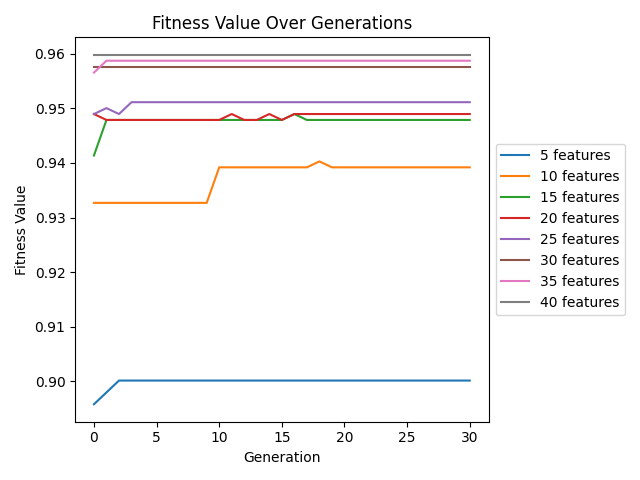 Fitness Value Over Generations
0.96
0.95
0.94
0.93
0.92
0.91
0.90
Fitness Value
0 5 10 15 20 25 30
Generation
5 features
10 features
15 features
20 features
25 features
30 features
35 features
40 features